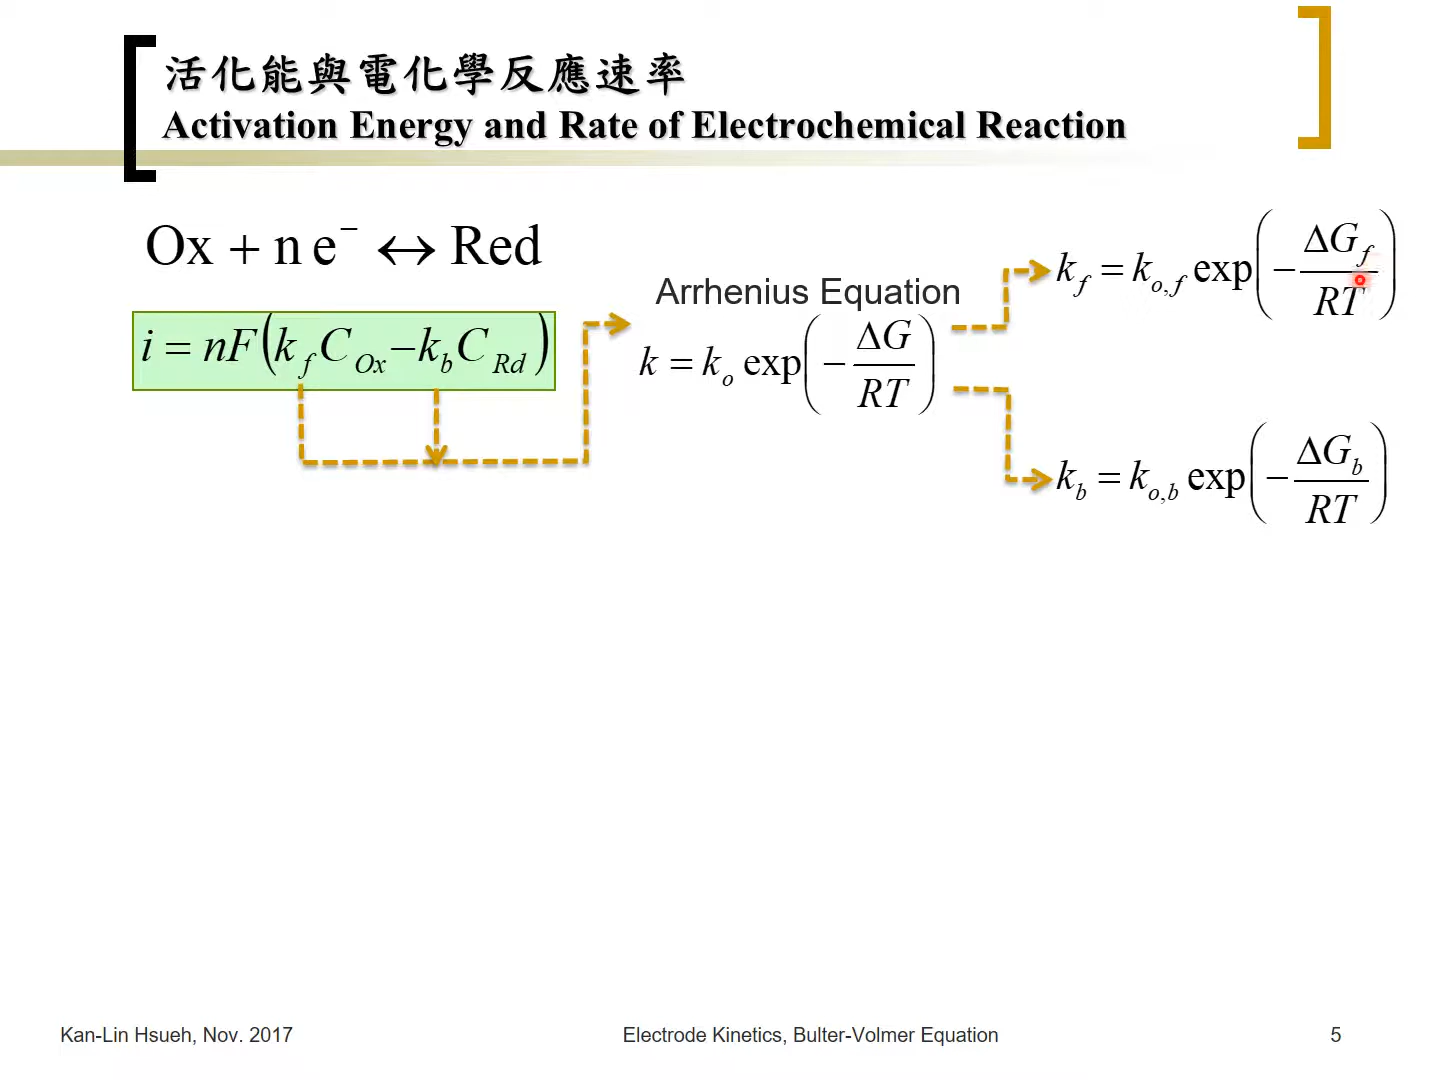 活化能與電化學反應速率
Activation Energy and Rate of Electrochemical Reaction
Ox + n e⁻ ↔ Red
i = nF(k_f C_Ox − k_b C_Rd)
Arrhenius Equation
k = k_o exp(−ΔG/RT)
k_f = k_{o,f} exp(−ΔG_f/RT)
k_b = k_{o,b} exp(−ΔG_b/RT)
Kan-Lin Hsueh, Nov. 2017
Electrode Kinetics, Bulter-Volmer Equation
5